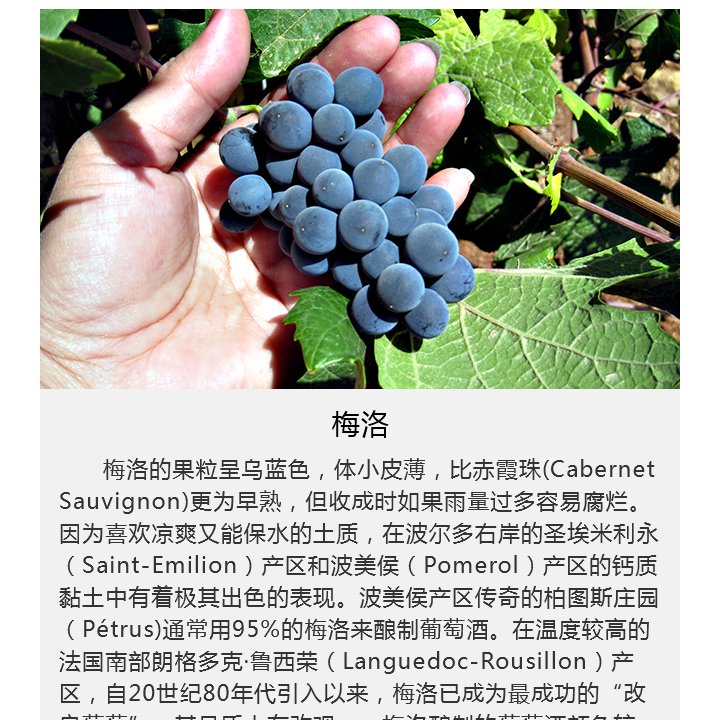 梅洛
梅洛的果粒呈乌蓝色，体小皮薄，比赤霞珠(Cabernet
Sauvignon)更为早熟，但收成时如果雨量过多容易腐烂。
因为喜欢凉爽又能保水的土质，在波尔多右岸的圣埃米利永
（Saint-Emilion）产区和波美侯（Pomerol）产区的钙质
黏土中有着极其出色的表现。波美侯产区传奇的柏图斯庄园
（Pétrus)通常用95%的梅洛来酿制葡萄酒。在温度较高的
法国南部朗格多克·鲁西荣（Languedoc-Rousillon）产
区，自20世纪80年代引入以来，梅洛已成为最成功的“改